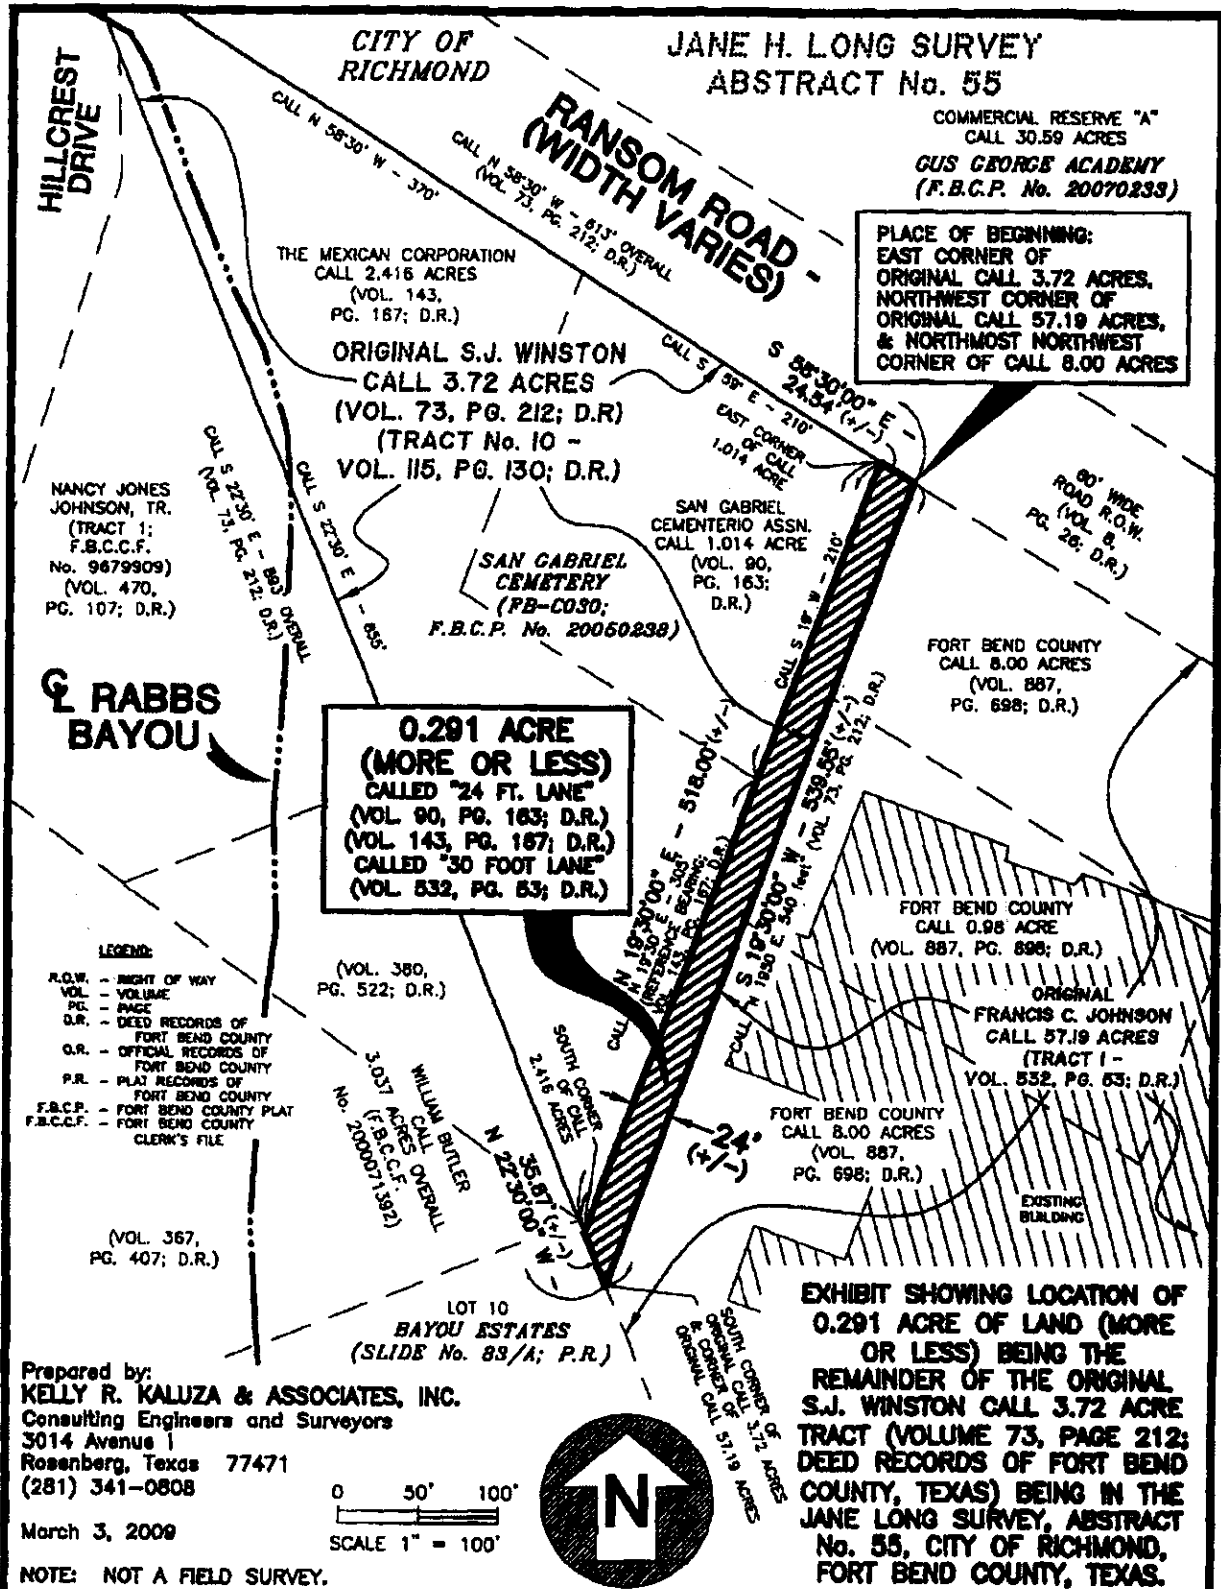 CITY OF
RICHMOND
JANE H. LONG SURVEY
ABSTRACT No. 55
HILLCREST
DRIVE
COMMERCIAL RESERVE "A"
CALL 30.59 ACRES
GUS GEORGE ACADEMY
(F.B.C.P. No. 20070233)
RANSOM ROAD -
(WIDTH VARIES)
CALL N 58°30' W - 370'
CALL N 58°30' W - 613' OVERALL
(VOL. 73, PG. 212; D.R.)
PLACE OF BEGINNING:
EAST CORNER OF
ORIGINAL CALL 3.72 ACRES,
NORTHWEST CORNER OF
ORIGINAL CALL 57.19 ACRES,
& NORTHMOST NORTHWEST
CORNER OF CALL 8.00 ACRES
THE MEXICAN CORPORATION
CALL 2.416 ACRES
(VOL. 143,
PG. 167; D.R.)
ORIGINAL S.J. WINSTON
CALL 3.72 ACRES
(VOL. 73, PG. 212; D.R)
(TRACT No. 10 -
VOL. 115, PG. 130; D.R.)
CALL S 59° E - 210'
S 58°30'00" E -
24.54' (+/-)
EAST CORNER
OF CALL
1.014 ACRE
60' WIDE
ROAD R.O.W.
(VOL. 8,
PG. 26; D.R.)
NANCY JONES
JOHNSON, TR.
(TRACT 1;
F.B.C.C.F.
No. 9679909)
(VOL. 470,
PG. 107; D.R.)
CALL S 22°30' E - 893' OVERALL
(VOL. 73, PG. 212; D.R.)
CALL S 22°30' E - 855'
SAN GABRIEL
CEMENTERIO ASSN.
CALL 1.014 ACRE
(VOL. 90,
PG. 163;
D.R.)
CALL S 19° W - 210'
SAN GABRIEL
CEMETERY
(FB-C030;
F.B.C.P. No. 20050238)
FORT BEND COUNTY
CALL 8.00 ACRES
(VOL. 887,
PG. 698; D.R.)
℄ RABBS
BAYOU
0.291 ACRE
(MORE OR LESS)
CALLED "24 FT. LANE"
(VOL. 90, PG. 163; D.R.)
(VOL. 143, PG. 167; D.R.)
CALLED "30 FOOT LANE"
(VOL. 532, PG. 53; D.R.)
N 19°30'00" E - 518.00' (+/-)
CALL N 19°30' E - 305'
(REFERENCE BEARING;
VOL. 143, PG. 167; D.R.)
S 19°30'00" W - 539.55' (+/-)
CALL "N 1930 E. 540 feet" (VOL. 73, PG. 212; D.R.)
FORT BEND COUNTY
CALL 0.98 ACRE
(VOL. 887, PG. 698; D.R.)
ORIGINAL
FRANCIS C. JOHNSON
CALL 57.19 ACRES
(TRACT 1 -
VOL. 532, PG. 53; D.R.)
LEGEND:
R.O.W. - RIGHT OF WAY
VOL - VOLUME
PG. - PAGE
D.R. - DEED RECORDS OF
FORT BEND COUNTY
O.R. - OFFICIAL RECORDS OF
FORT BEND COUNTY
P.R. - PLAT RECORDS OF
FORT BEND COUNTY
F.B.C.P. - FORT BEND COUNTY PLAT
F.B.C.C.F. - FORT BEND COUNTY
CLERK'S FILE
(VOL. 380,
PG. 522; D.R.)
SOUTH CORNER
OF CALL
2.416 ACRES
WILLIAM BUTLER
CALL
3.037 ACRES OVERALL
(F.B.C.C.F.
No. 2000071392)
35.87' (+/-)
N 22°30'00" W -
24'
(+/-)
FORT BEND COUNTY
CALL 8.00 ACRES
(VOL. 887,
PG. 698; D.R.)
EXISTING
BUILDING
(VOL. 367,
PG. 407; D.R.)
LOT 10
BAYOU ESTATES
(SLIDE No. 83/A; P.R.)
SOUTH CORNER OF
ORIGINAL CALL 3.72 ACRES
& CORNER OF
ORIGINAL CALL 57.19 ACRES
Prepared by:
KELLY R. KALUZA & ASSOCIATES, INC.
Consulting Engineers and Surveyors
3014 Avenue I
Rosenberg, Texas 77471
(281) 341-0808
March 3, 2009
NOTE: NOT A FIELD SURVEY.
0 50' 100'
SCALE 1" = 100'
N
EXHIBIT SHOWING LOCATION OF
0.291 ACRE OF LAND (MORE
OR LESS) BEING THE
REMAINDER OF THE ORIGINAL
S.J. WINSTON CALL 3.72 ACRE
TRACT (VOLUME 73, PAGE 212;
DEED RECORDS OF FORT BEND
COUNTY, TEXAS) BEING IN THE
JANE LONG SURVEY, ABSTRACT
No. 55, CITY OF RICHMOND,
FORT BEND COUNTY, TEXAS.